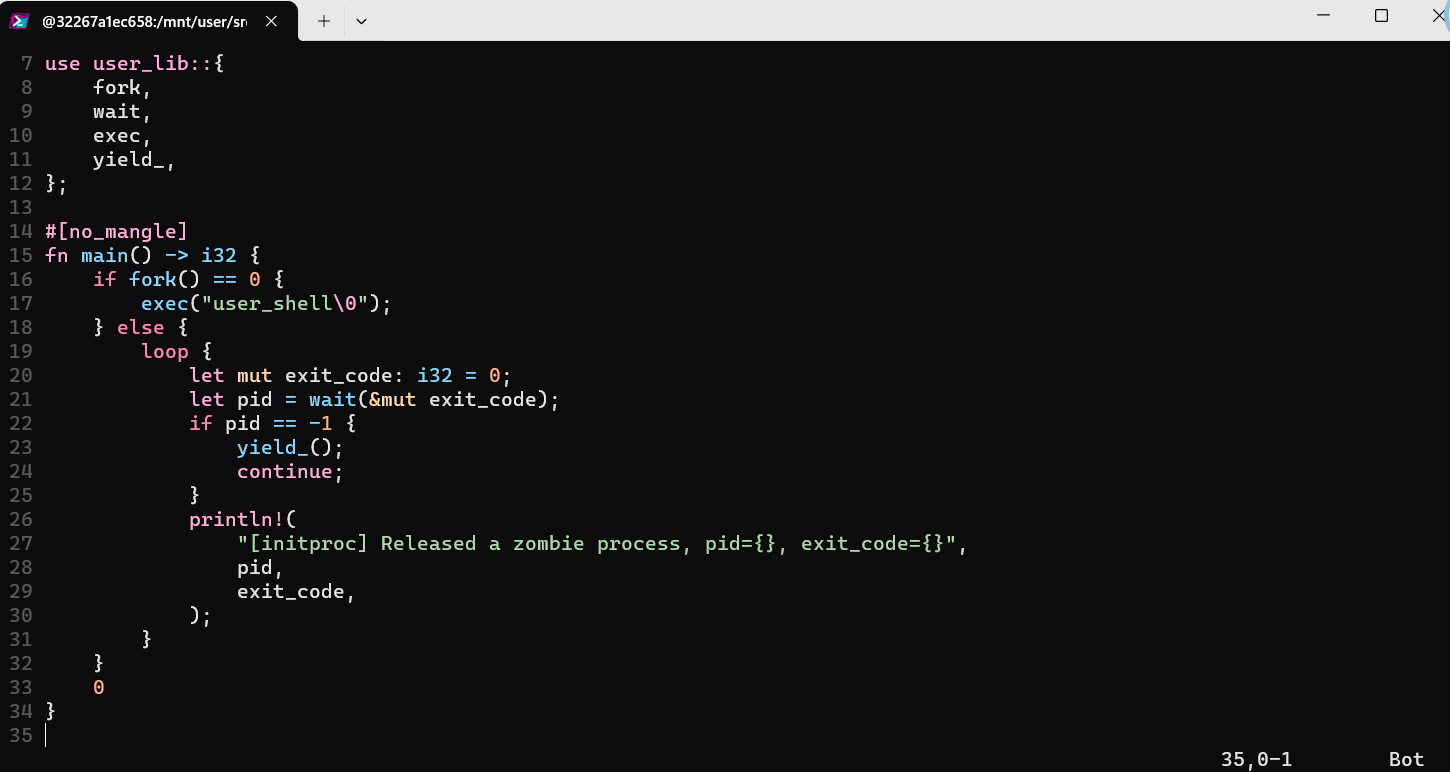 @32267a1ec658:/mnt/user/sr
7 use user_lib::{
8     fork,
9     wait,
10     exec,
11     yield_,
12 };
13
14 #[no_mangle]
15 fn main() -> i32 {
16     if fork() == 0 {
17         exec("user_shell\0");
18     } else {
19         loop {
20             let mut exit_code: i32 = 0;
21             let pid = wait(&mut exit_code);
22             if pid == -1 {
23                 yield_();
24                 continue;
25             }
26             println!(
27                 "[initproc] Released a zombie process, pid={}, exit_code={}",
28                 pid,
29                 exit_code,
30             );
31         }
32     }
33     0
34 }
35
35,0-1 Bot